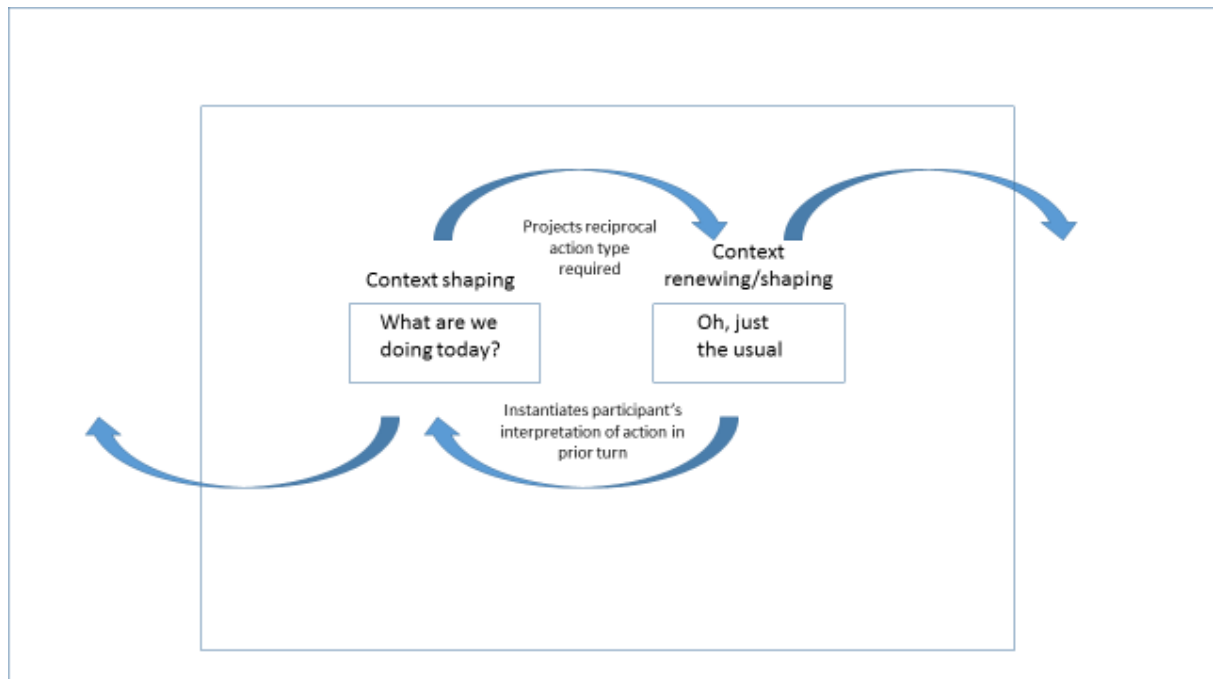 Projects reciprocal
action type
required
Context shaping
Context
renewing/shaping
What are we
doing today?
Oh, just
the usual
Instantiates participant’s
interpretation of action in
prior turn